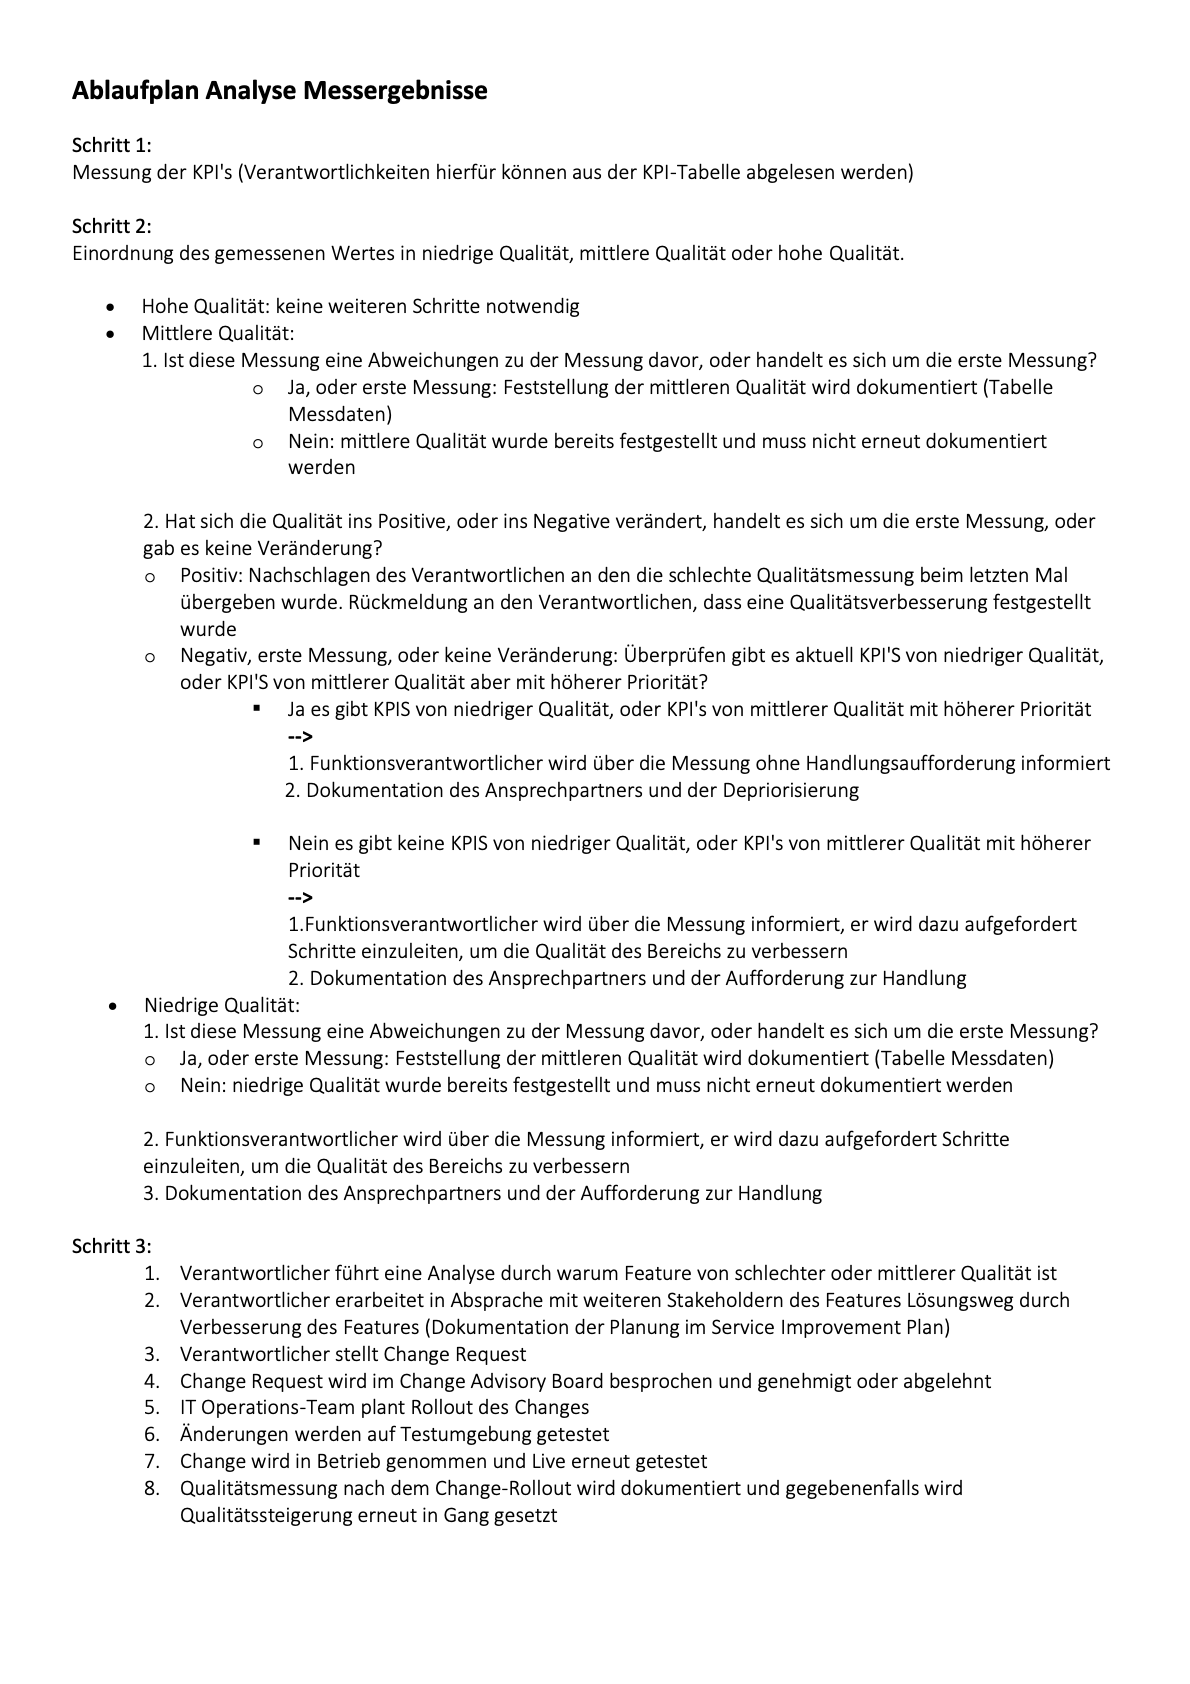 Ablaufplan Analyse Messergebnisse
Schritt 1:
Messung der KPI's (Verantwortlichkeiten hierfür können aus der KPI-Tabelle abgelesen werden)
Schritt 2:
Einordnung des gemessenen Wertes in niedrige Qualität, mittlere Qualität oder hohe Qualität.
• Hohe Qualität: keine weiteren Schritte notwendig
• Mittlere Qualität:
1. Ist diese Messung eine Abweichungen zu der Messung davor, oder handelt es sich um die erste Messung?
o Ja, oder erste Messung: Feststellung der mittleren Qualität wird dokumentiert (Tabelle
Messdaten)
o Nein: mittlere Qualität wurde bereits festgestellt und muss nicht erneut dokumentiert
werden
2. Hat sich die Qualität ins Positive, oder ins Negative verändert, handelt es sich um die erste Messung, oder
gab es keine Veränderung?
o Positiv: Nachschlagen des Verantwortlichen an den die schlechte Qualitätsmessung beim letzten Mal
übergeben wurde. Rückmeldung an den Verantwortlichen, dass eine Qualitätsverbesserung festgestellt
wurde
o Negativ, erste Messung, oder keine Veränderung: Überprüfen gibt es aktuell KPI'S von niedriger Qualität,
oder KPI'S von mittlerer Qualität aber mit höherer Priorität?
▪ Ja es gibt KPIS von niedriger Qualität, oder KPI's von mittlerer Qualität mit höherer Priorität
-->
1. Funktionsverantwortlicher wird über die Messung ohne Handlungsaufforderung informiert
2. Dokumentation des Ansprechpartners und der Depriorisierung
▪ Nein es gibt keine KPIS von niedriger Qualität, oder KPI's von mittlerer Qualität mit höherer
Priorität
-->
1.Funktionsverantwortlicher wird über die Messung informiert, er wird dazu aufgefordert
Schritte einzuleiten, um die Qualität des Bereichs zu verbessern
2. Dokumentation des Ansprechpartners und der Aufforderung zur Handlung
• Niedrige Qualität:
1. Ist diese Messung eine Abweichungen zu der Messung davor, oder handelt es sich um die erste Messung?
o Ja, oder erste Messung: Feststellung der mittleren Qualität wird dokumentiert (Tabelle Messdaten)
o Nein: niedrige Qualität wurde bereits festgestellt und muss nicht erneut dokumentiert werden
2. Funktionsverantwortlicher wird über die Messung informiert, er wird dazu aufgefordert Schritte
einzuleiten, um die Qualität des Bereichs zu verbessern
3. Dokumentation des Ansprechpartners und der Aufforderung zur Handlung
Schritt 3:
1. Verantwortlicher führt eine Analyse durch warum Feature von schlechter oder mittlerer Qualität ist
2. Verantwortlicher erarbeitet in Absprache mit weiteren Stakeholdern des Features Lösungsweg durch
Verbesserung des Features (Dokumentation der Planung im Service Improvement Plan)
3. Verantwortlicher stellt Change Request
4. Change Request wird im Change Advisory Board besprochen und genehmigt oder abgelehnt
5. IT Operations-Team plant Rollout des Changes
6. Änderungen werden auf Testumgebung getestet
7. Change wird in Betrieb genommen und Live erneut getestet
8. Qualitätsmessung nach dem Change-Rollout wird dokumentiert und gegebenenfalls wird
Qualitätssteigerung erneut in Gang gesetzt